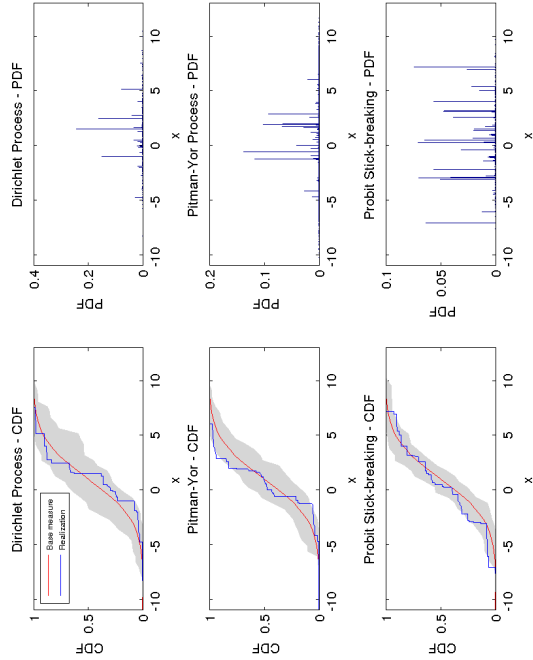 Dirichlet Process - CDF
CDF
1
0.5
0
-10
-5
0
5
10
x
Base measure
Realization
Dirichlet Process - PDF
PDF
0.4
0.2
0
-10
-5
0
5
10
x
Pitman-Yor - CDF
CDF
1
0.5
0
-10
-5
0
5
10
x
Pitman-Yor Process - PDF
PDF
0.2
0.1
0
-10
-5
0
5
10
x
Probit Stick-breaking - CDF
CDF
1
0.5
0
-10
-5
0
5
10
x
Probit Stick-breaking - PDF
PDF
0.1
0.05
0
-10
-5
0
5
10
x